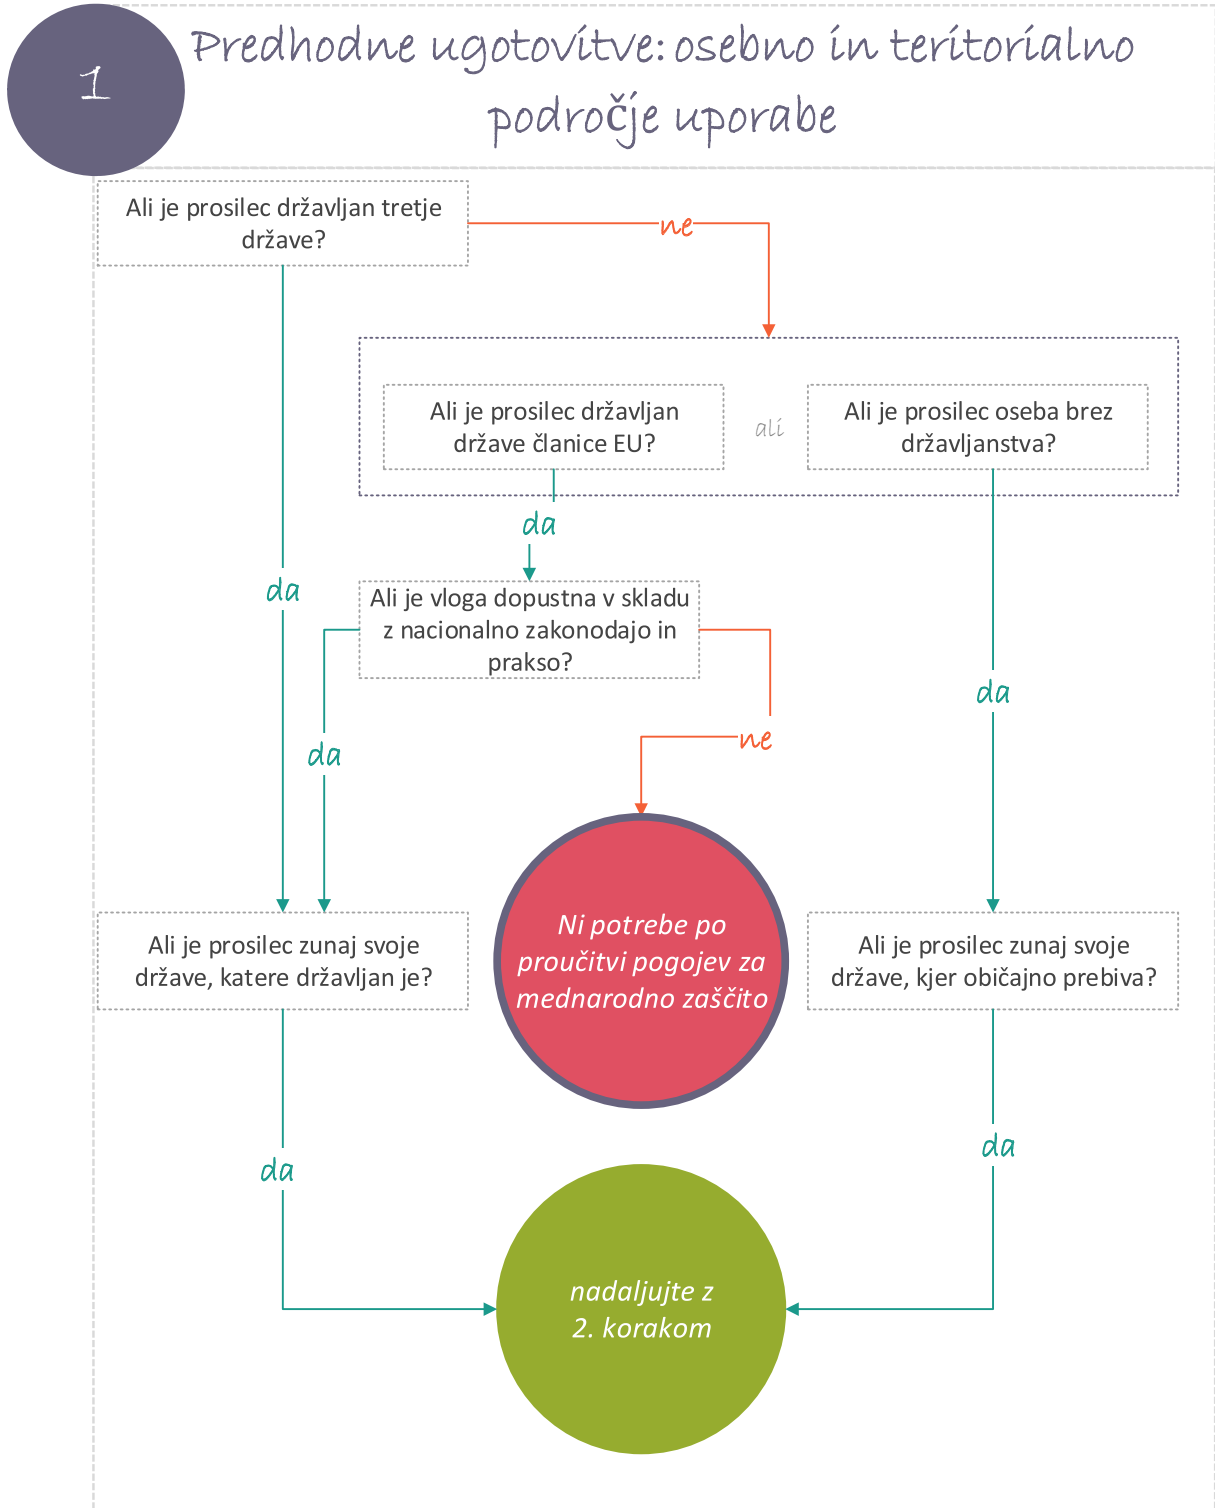 1
Predhodne ugotovitve: osebno in teritorialno
področje uporabe
Ali je prosilec državljan tretje
države?
ne
Ali je prosilec državljan
države članice EU?
ali
Ali je prosilec oseba brez
državljanstva?
da
da
Ali je vloga dopustna v skladu
z nacionalno zakonodajo in
prakso?
da
da
ne
Ali je prosilec zunaj svoje
države, katere državljan je?
Ni potrebe po
proučitvi pogojev za
mednarodno zaščito
Ali je prosilec zunaj svoje
države, kjer običajno prebiva?
da
da
nadaljujte z
2. korakom